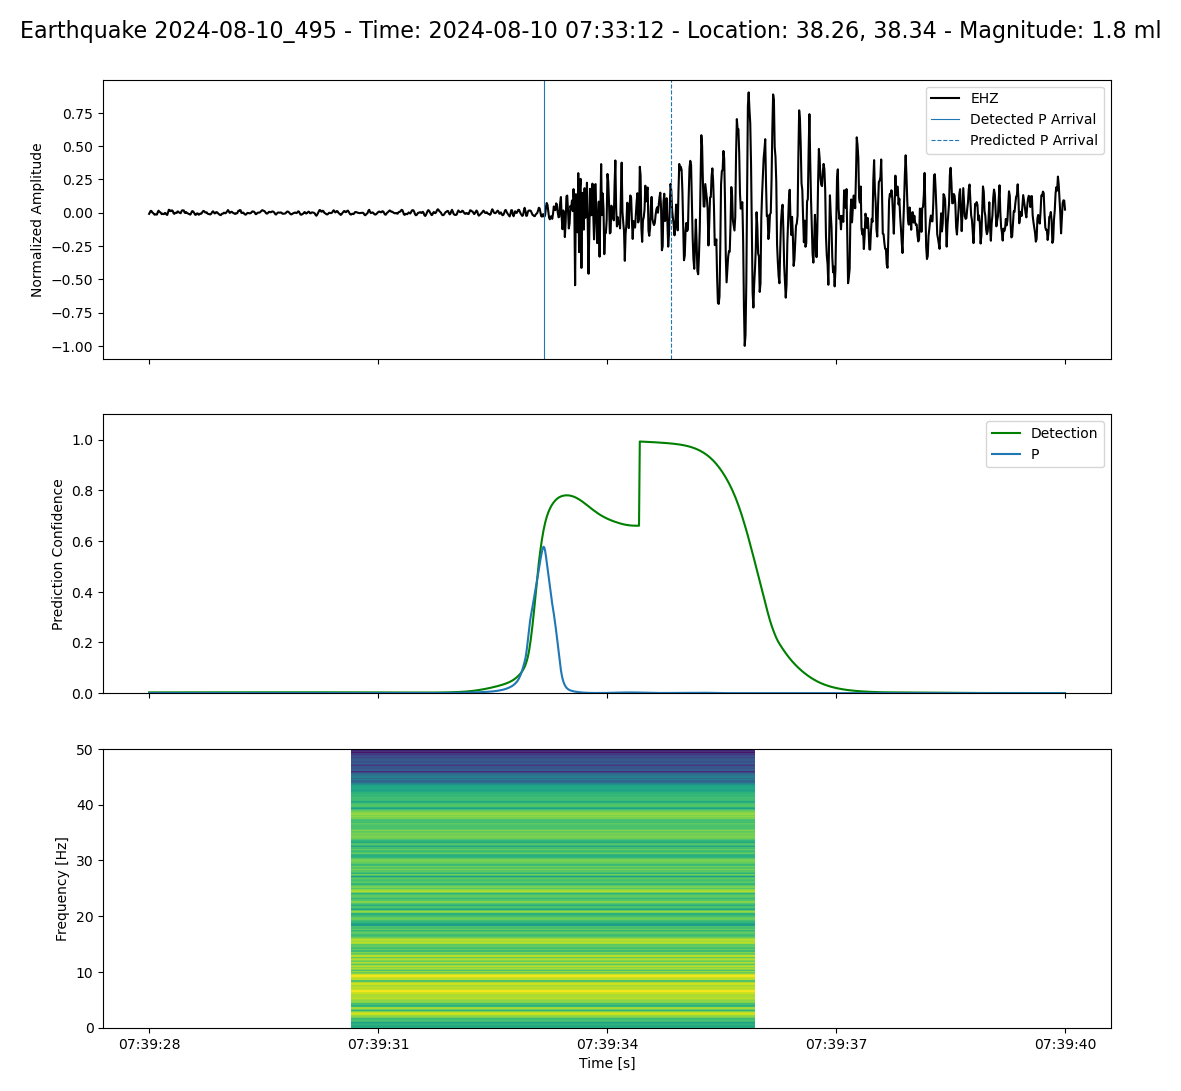 Earthquake 2024-08-10_495 - Time: 2024-08-10 07:33:12 - Location: 38.26, 38.34 - Magnitude: 1.8 ml
Normalized Amplitude
0.75
0.50
0.25
0.00
−0.25
−0.50
−0.75
−1.00
EHZ
Detected P Arrival
Predicted P Arrival
Prediction Confidence
1.0
0.8
0.6
0.4
0.2
0.0
Detection
P
Frequency [Hz]
50
40
30
20
10
0
07:39:28 07:39:31 07:39:34 07:39:37 07:39:40
Time [s]